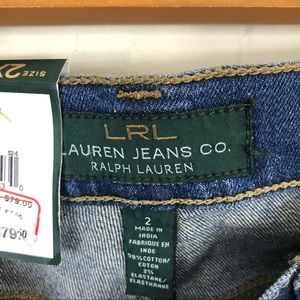 SIZE 2
LRL
LAUREN JEANS CO.
RALPH LAUREN
2
MADE IN
INDIA
FABRIQUE EN
INDE
98%COTTON/
COTON
2%
ELASTANE/
ELASTHANNE
$79.00